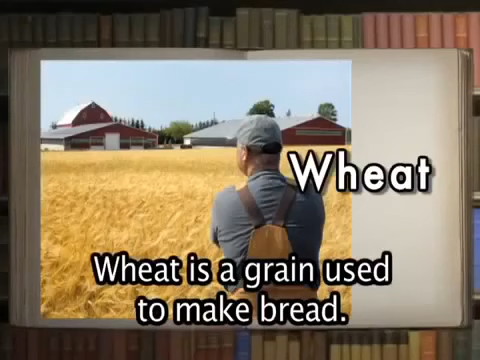 Wheat
Wheat is a grain used
to make bread.